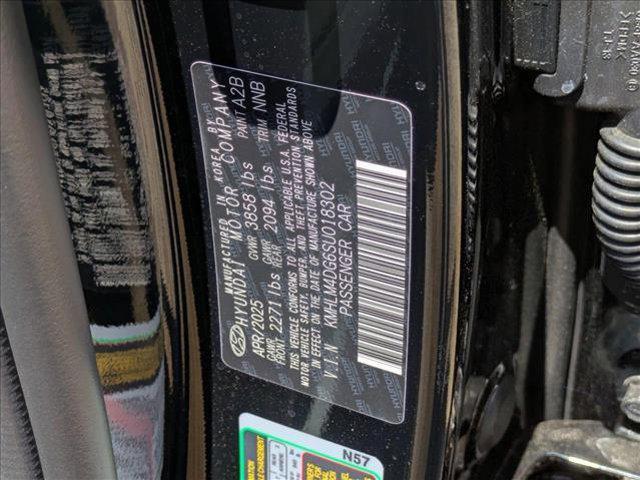 MANUFACTURED IN KOREA BY
HYUNDAI MOTOR COMPANY
APR/2025 GVWR 3858 lbs PAINT A2B
GAWR FRONT 2271 lbs GAWR REAR 2094 lbs TRIM NNB
THIS VEHICLE CONFORMS TO ALL APPLICABLE U.S.A. FEDERAL
MOTOR VEHICLE SAFETY, BUMPER, AND THEFT PREVENTION STANDARDS
IN EFFECT ON THE DATE OF MANUFACTURE SHOWN ABOVE
V.I.N KMHLM4DG6SU018302
PASSENGER CAR
N57